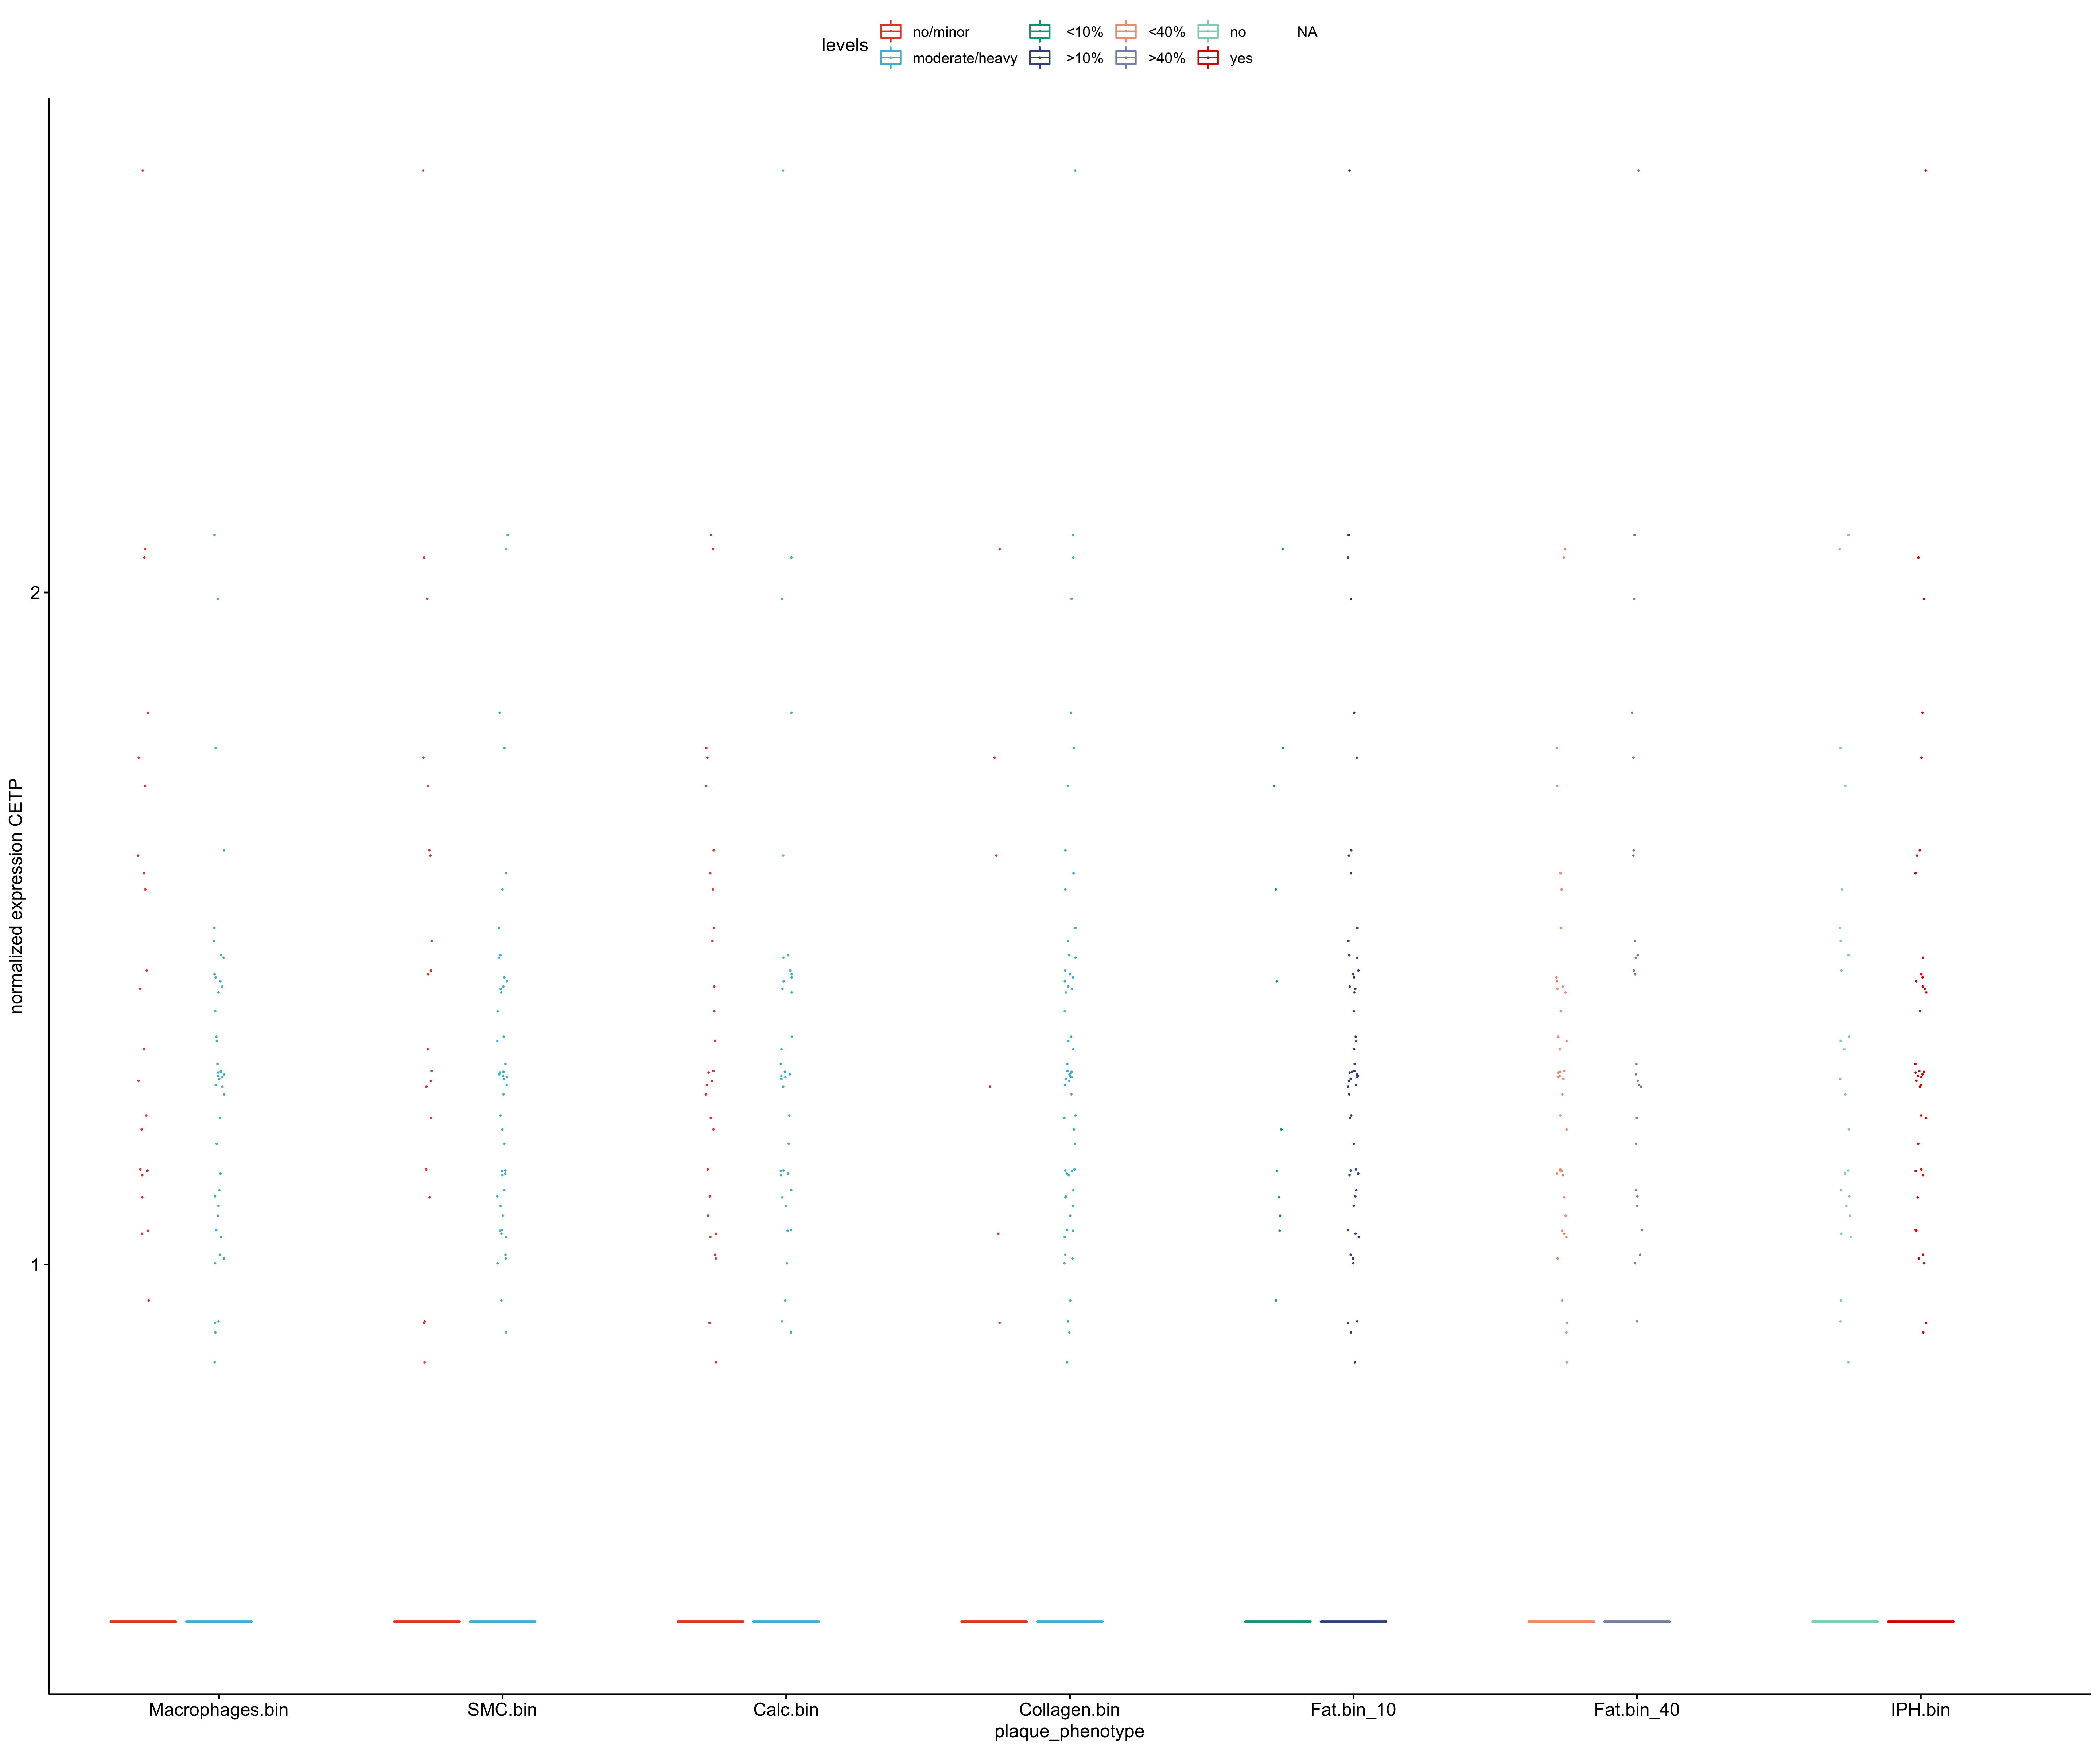 levels no/minor <10% <40% no NA
moderate/heavy >10% >40% yes
normalized expression CETP
2
1
Macrophages.bin SMC.bin Calc.bin Collagen.bin Fat.bin_10 Fat.bin_40 IPH.bin
plaque_phenotype